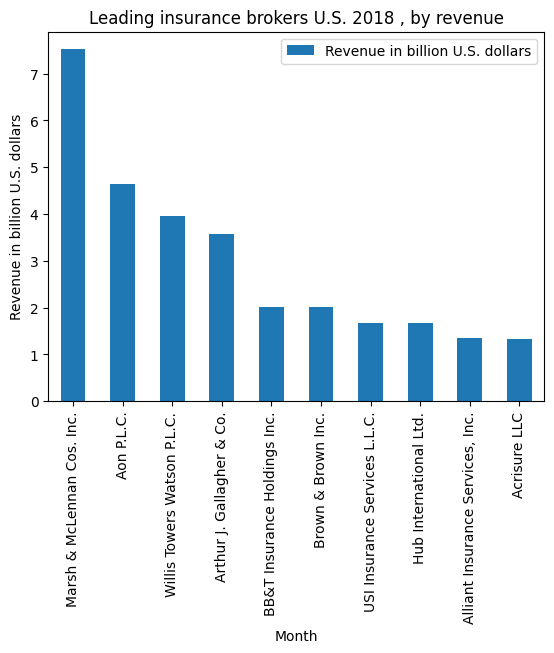 Leading insurance brokers U.S. 2018 , by revenue
Revenue in billion U.S. dollars
Revenue in billion U.S. dollars
7
6
5
4
3
2
1
0
Marsh & McLennan Cos. Inc.
Aon P.L.C.
Willis Towers Watson P.L.C.
Arthur J. Gallagher & Co.
BB&T Insurance Holdings Inc.
Brown & Brown Inc.
USI Insurance Services L.L.C.
Hub International Ltd.
Alliant Insurance Services, Inc.
Acrisure LLC
Month